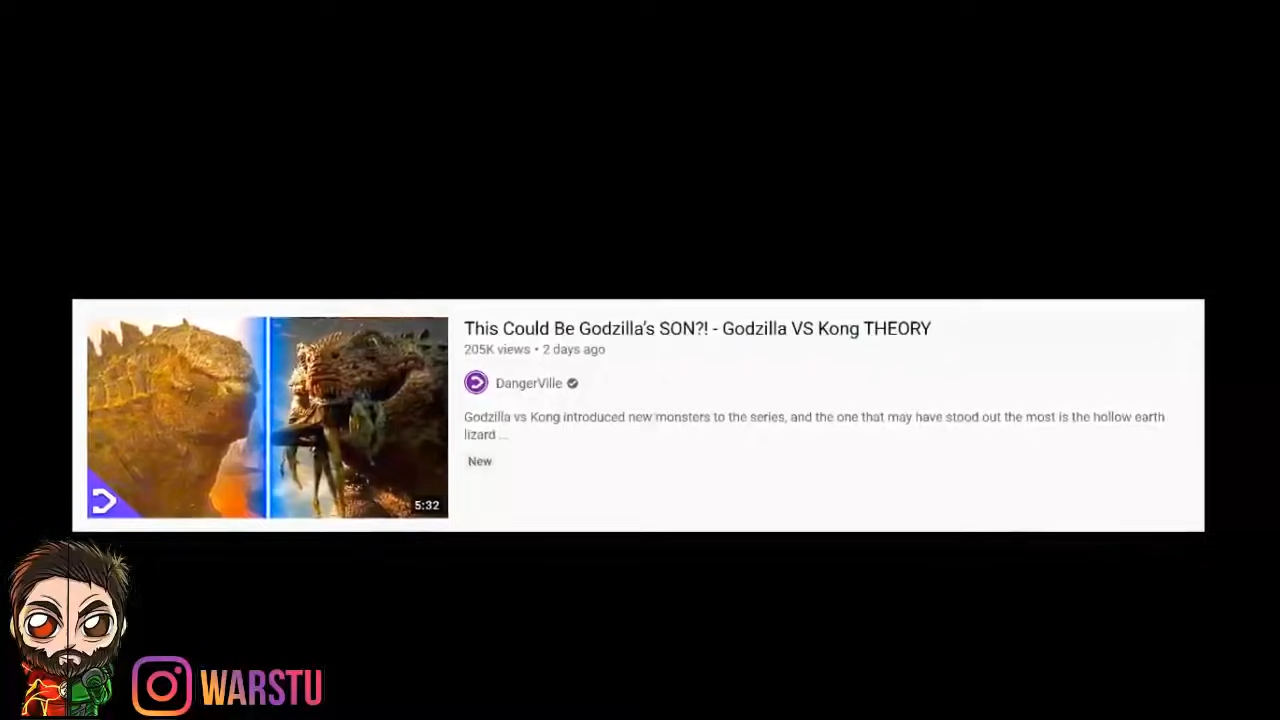 This Could Be Godzilla's SON?! - Godzilla VS Kong THEORY
205K views • 2 days ago
DangerVille
Godzilla vs Kong introduced new monsters to the series, and the one that may have stood out the most is the hollow earth
lizard ...
New
5:32
WARSTU